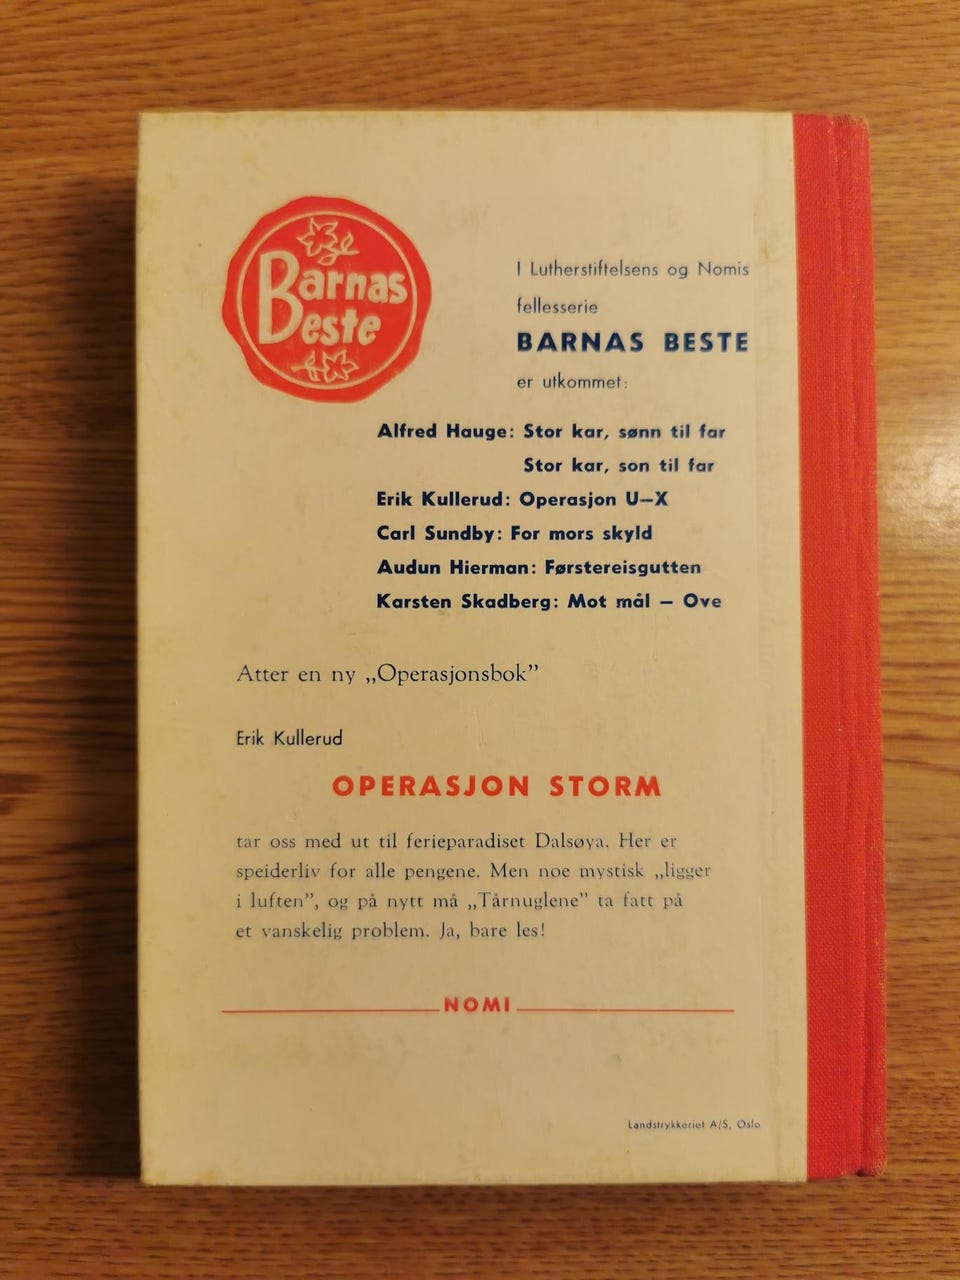 Barnas
Beste
I Lutherstiftelsens og Nomis
fellesserie
BARNAS BESTE
er utkommet:
Alfred Hauge: Stor kar, sønn til far
Stor kar, son til far
Erik Kullerud: Operasjon U—X
Carl Sundby: For mors skyld
Audun Hierman: Førstereisgutten
Karsten Skadberg: Mot mål — Ove
Atter en ny „Operasjonsbok”
Erik Kullerud
OPERASJON STORM
tar oss med ut til ferieparadiset Dalsøya. Her er
speiderliv for alle pengene. Men noe mystisk „ligger
i luften”, og på nytt må „Tårnuglene” ta fatt på
et vanskelig problem. Ja, bare les!
NOMI
Landstrykkeriet A/S, Oslo